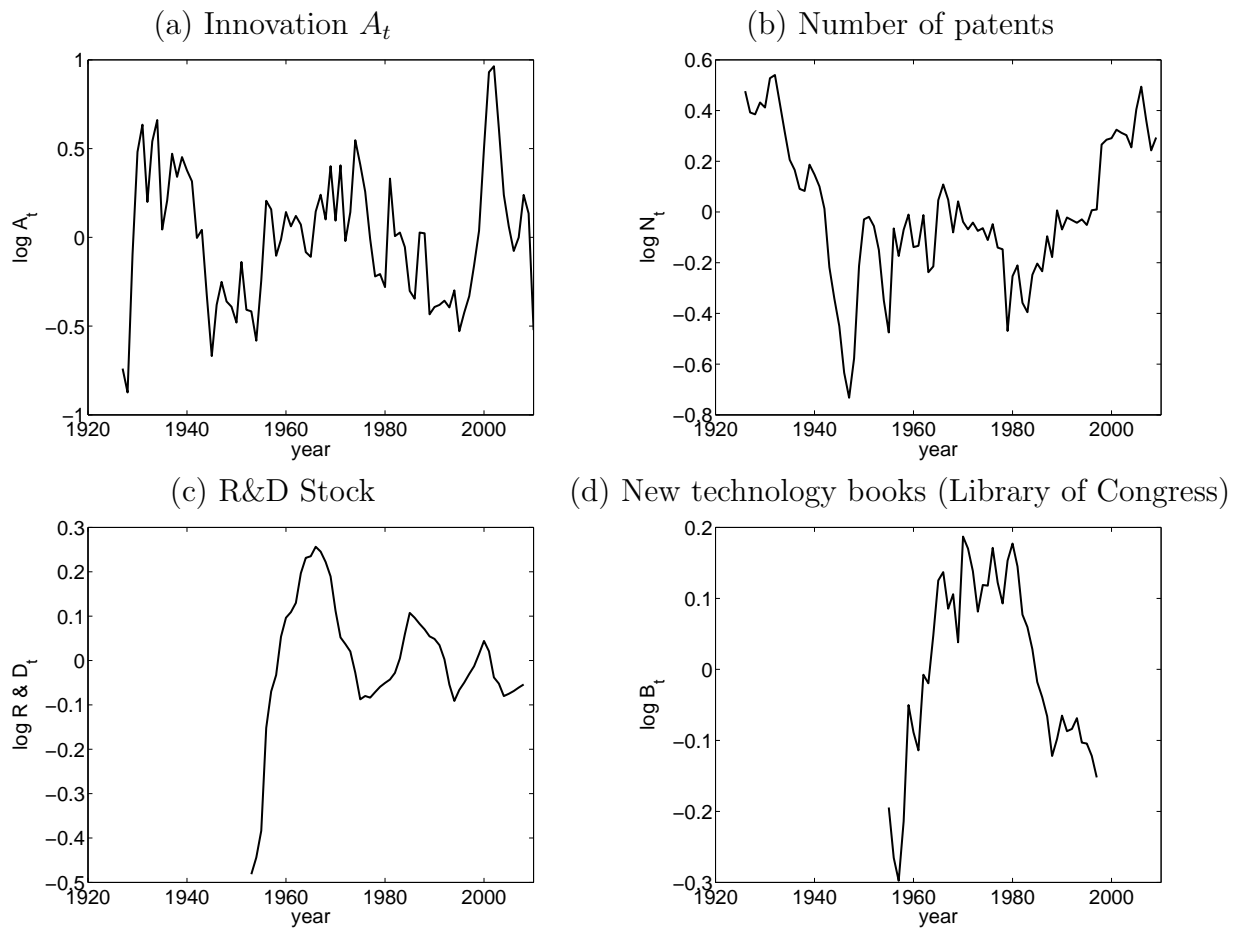 (a) Innovation A_t
1
0.5
0
−0.5
−1
log A_t
1920 1940 1960 1980 2000
year
(b) Number of patents
0.6
0.4
0.2
0
−0.2
−0.4
−0.6
−0.8
log N_t
1920 1940 1960 1980 2000
year
(c) R&D Stock
0.3
0.2
0.1
0
−0.1
−0.2
−0.3
−0.4
−0.5
log R & D_t
1920 1940 1960 1980 2000
year
(d) New technology books (Library of Congress)
0.2
0.1
0
−0.1
−0.2
−0.3
log B_t
1920 1940 1960 1980 2000
year